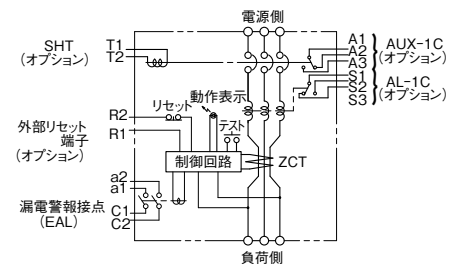 電源側
SHT
(オプション)
T1
T2
A1
A2
A3
AUX-1C
(オプション)
S1
S2
S3
AL-1C
(オプション)
リセット
動作表示
R2
R1
テスト
外部リセット
端子
(オプション)
制御回路
ZCT
a2
a1
漏電警報接点
(EAL)
C1
C2
負荷側